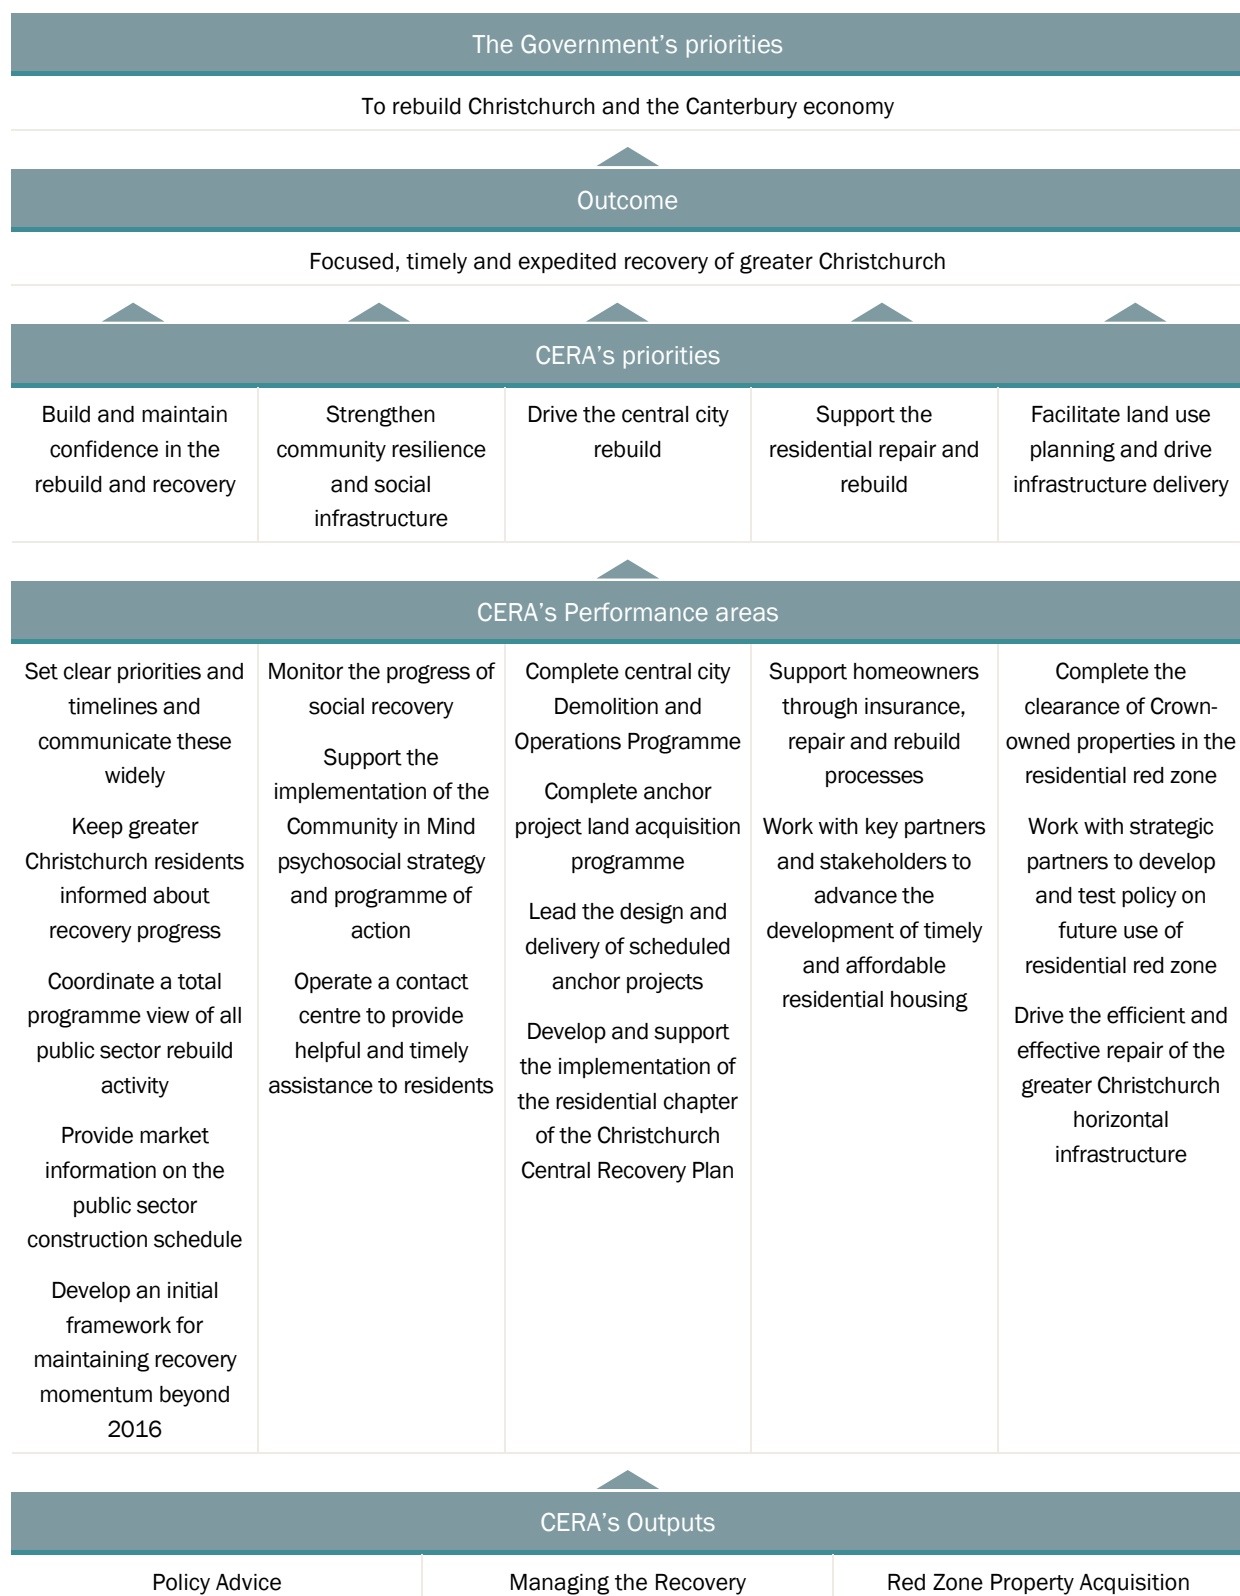 The Government's priorities
To rebuild Christchurch and the Canterbury economy
Outcome
Focused, timely and expedited recovery of greater Christchurch
CERA's priorities
Build and maintain
confidence in the
rebuild and recovery
Strengthen
community resilience
and social
infrastructure
Drive the central city
rebuild
Support the
residential repair and
rebuild
Facilitate land use
planning and drive
infrastructure delivery
CERA's Performance areas
Set clear priorities and
timelines and
communicate these
widely
Keep greater
Christchurch residents
informed about
recovery progress
Coordinate a total
programme view of all
public sector rebuild
activity
Provide market
information on the
public sector
construction schedule
Develop an initial
framework for
maintaining recovery
momentum beyond
2016
Monitor the progress of
social recovery
Support the
implementation of the
Community in Mind
psychosocial strategy
and programme of
action
Operate a contact
centre to provide
helpful and timely
assistance to residents
Complete central city
Demolition and
Operations Programme
Complete anchor
project land acquisition
programme
Lead the design and
delivery of scheduled
anchor projects
Develop and support
the implementation of
the residential chapter
of the Christchurch
Central Recovery Plan
Support homeowners
through insurance,
repair and rebuild
processes
Work with key partners
and stakeholders to
advance the
development of timely
and affordable
residential housing
Complete the
clearance of Crown-
owned properties in the
residential red zone
Work with strategic
partners to develop
and test policy on
future use of
residential red zone
Drive the efficient and
effective repair of the
greater Christchurch
horizontal
infrastructure
CERA's Outputs
Policy Advice
Managing the Recovery
Red Zone Property Acquisition